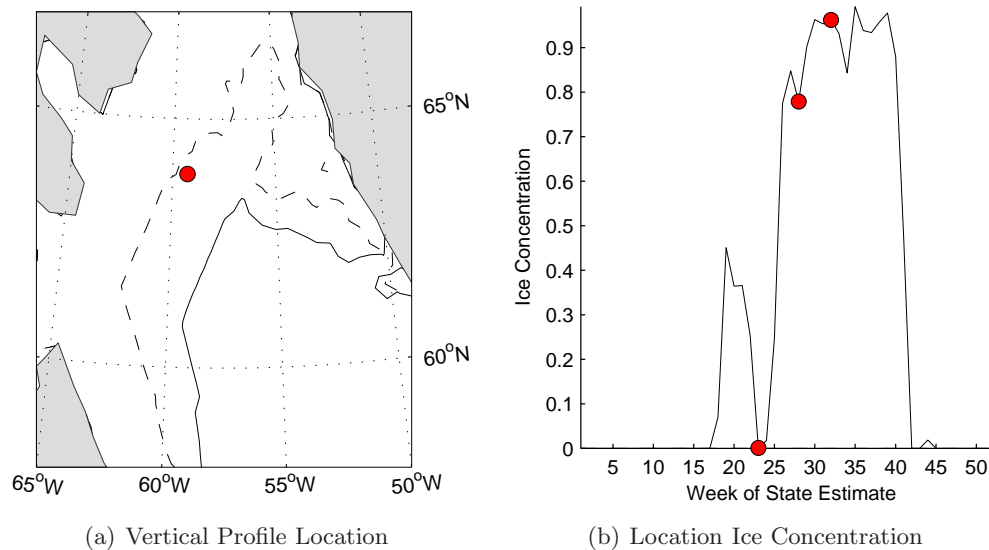 65°N
60°N
65°W
60°W
55°W
50°W
(a) Vertical Profile Location
Ice Concentration
0.9
0.8
0.7
0.6
0.5
0.4
0.3
0.2
0.1
0
5 10 15 20 25 30 35 40 45 50
Week of State Estimate
(b) Location Ice Concentration